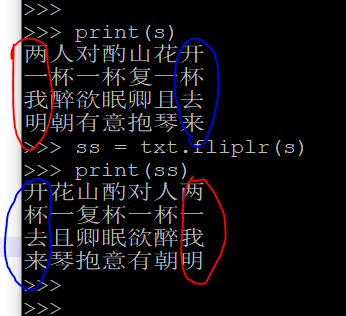 >>>
>>> print(s)
两人对酌山花开
一杯一杯复一杯
我醉欲眠卿且去
明朝有意抱琴来
>>> ss = txt.fliplr(s)
>>> print(ss)
开花山酌对人两
杯一复杯一杯一
去且卿眠欲醉我
来琴抱意有朝明
>>>
>>>